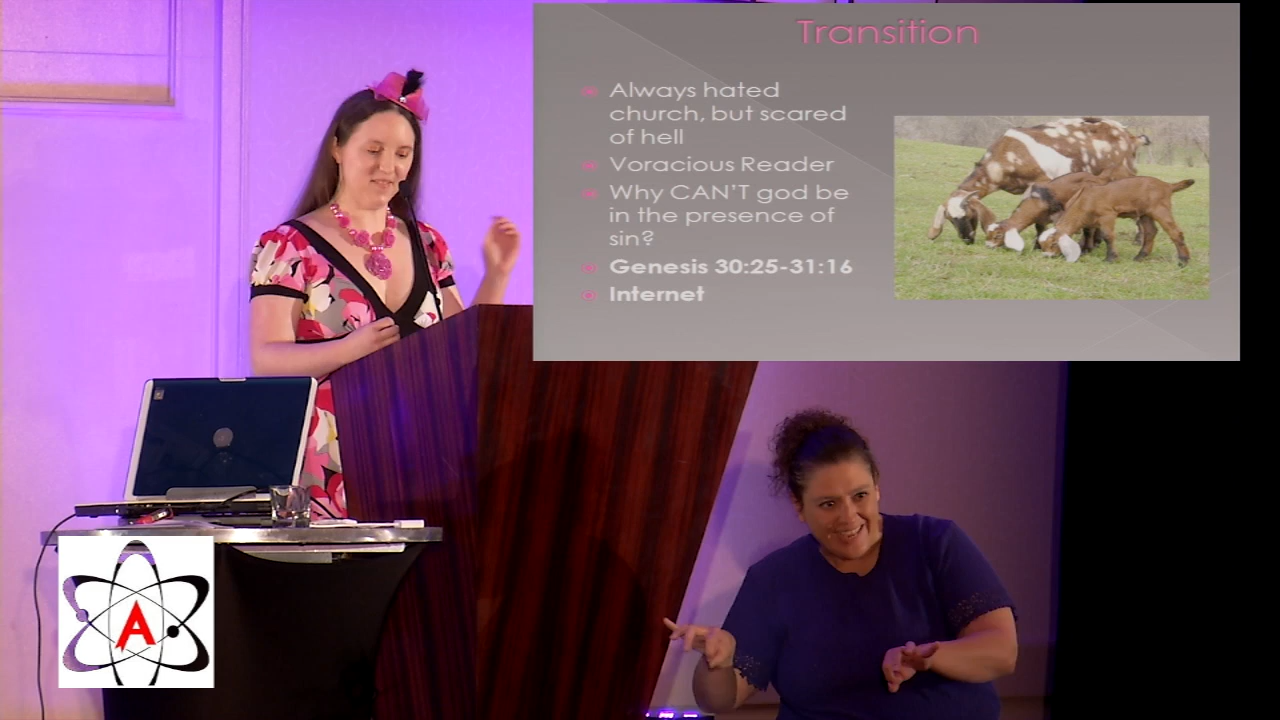 Transition
Always hated
church, but scared
of hell
Voracious Reader
Why CAN'T god be
in the presence of
sin?
Genesis 30:25-31:16
Internet
A